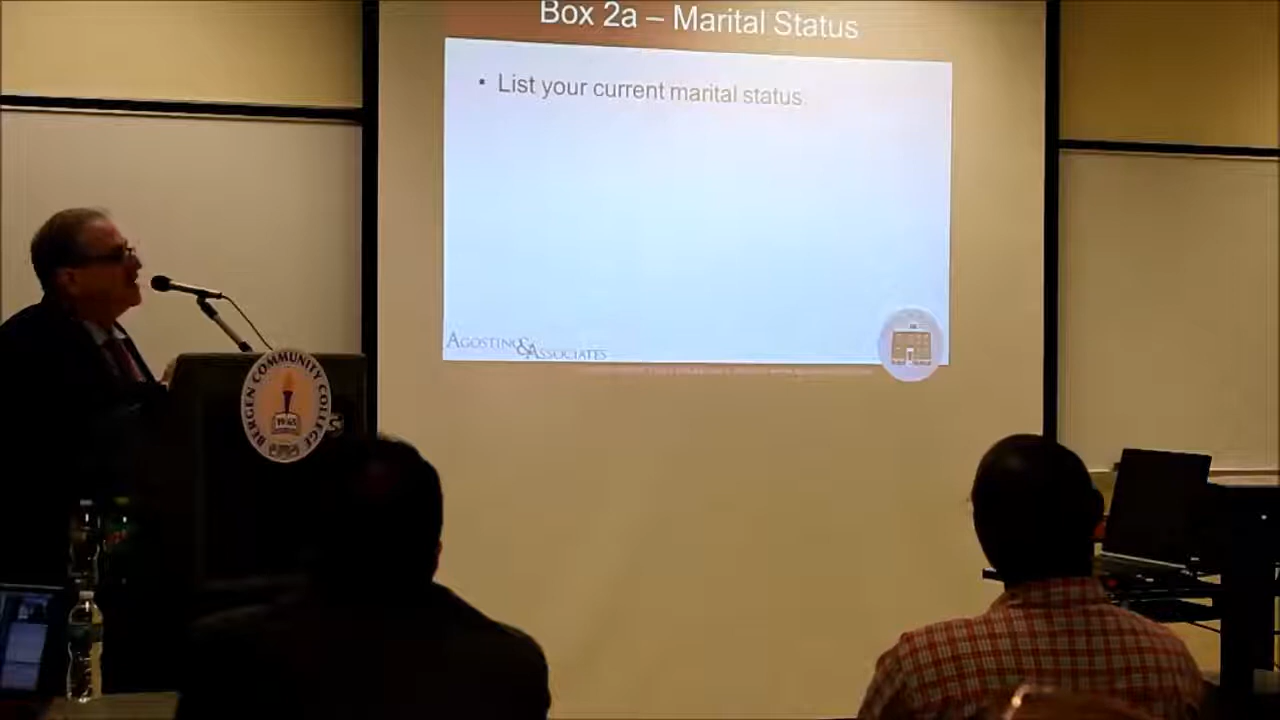 Box 2a – Marital Status
• List your current marital status
AGOSTINO & ASSOCIATES
BERGEN COMMUNITY COLLEGE
1965